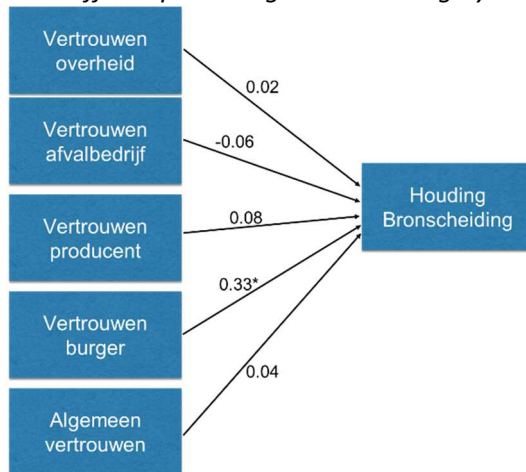 Vertrouwen
overheid
0.02
Vertrouwen
afvalbedrijf
-0.06
Houding
Bronscheiding
Vertrouwen
producent
0.08
Vertrouwen
burger
0.33*
Algemeen
vertrouwen
0.04